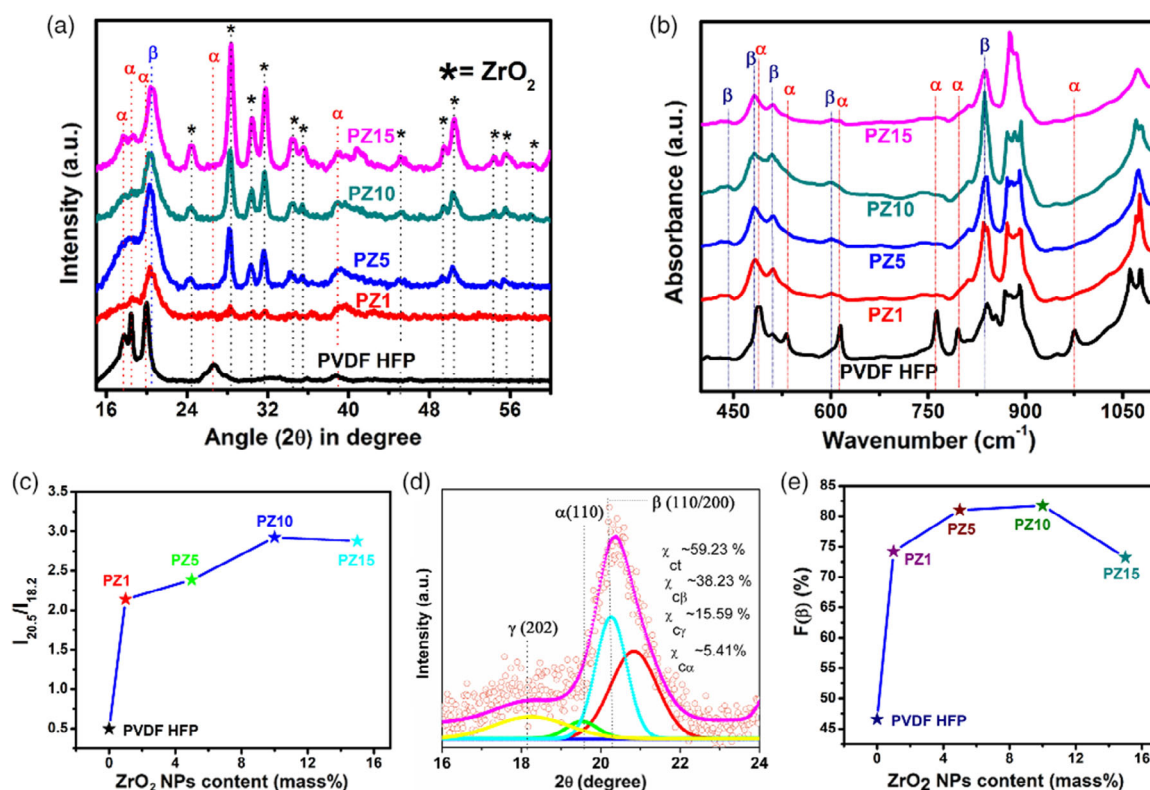 (a)
Intensity (a.u.)
α
α
α
β
*
α
*
*
*
*
*
α
*
*
*
*
*
*
*= ZrO2
PZ15
PZ10
PZ5
PZ1
PVDF HFP
16 24 32 40 48 56
Angle (2θ) in degree
(b)
Absorbance (a.u.)
β
β
α
β
α
β
α
α
α
β
α
PZ15
PZ10
PZ5
PZ1
PVDF HFP
450 600 750 900 1050
Wavenumber (cm-1)
(c)
I20.5/I18.2
3.5
3.0
2.5
2.0
1.5
1.0
0.5
PZ1
PZ5
PZ10
PZ15
PVDF HFP
0 4 8 12 16
ZrO2 NPs content (mass%)
(d)
Intensity (a.u.)
γ (202)
α(110)
β (110/200)
χct ~59.23 %
χcβ ~38.23 %
χcγ ~15.59 %
χcα ~5.41%
16 18 20 22 24
2θ (degree)
(e)
F(β) (%)
85
80
75
70
65
60
55
50
45
PZ1
PZ5
PZ10
PZ15
PVDF HFP
0 4 8 12 16
ZrO2 NPs content (mass%)